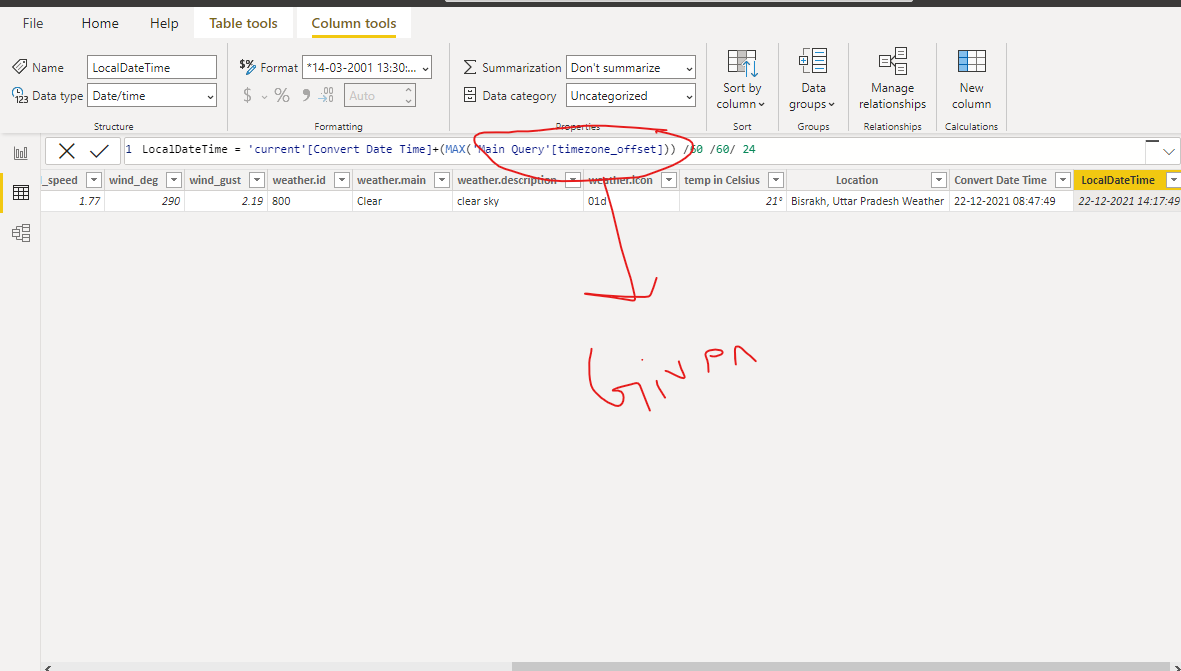 File Home Help Table tools Column tools
Name LocalDateTime $% Format *14-03-2001 13:30:... Summarization Don't summarize
Data type Date/time $ % 9 .00 Auto Data category Uncategorized
Sort by column Data groups Manage relationships New column
Structure Formatting Properties Sort Groups Relationships Calculations
1 LocalDateTime = 'current'[Convert Date Time]+(MAX('Main Query'[timezone_offset])) /60 /60/ 24
_speed wind_deg wind_gust weather.id weather.main weather.description weather.icon temp in Celsius Location Convert Date Time LocalDateTime
1.77 290 2.19 800 Clear clear sky 01d 21° Bisrakh, Uttar Pradesh Weather 22-12-2021 08:47:49 22-12-2021 14:17:49
Given